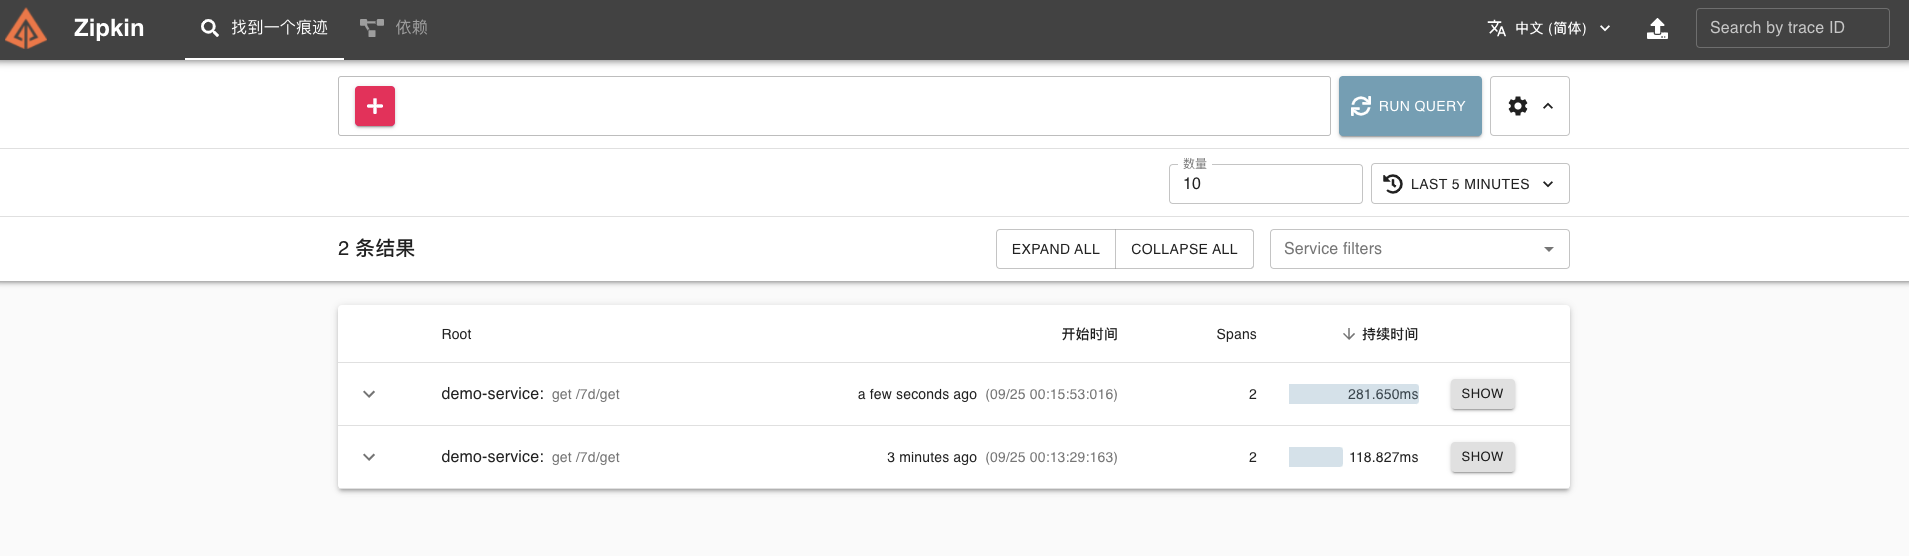 Zipkin 找到一个痕迹 依赖 中文 (简体) Search by trace ID
RUN QUERY
数量
10 LAST 5 MINUTES
2 条结果 EXPAND ALL COLLAPSE ALL Service filters
Root 开始时间 Spans 持续时间
demo-service: get /7d/get a few seconds ago (09/25 00:15:53:016) 2 281.650ms SHOW
demo-service: get /7d/get 3 minutes ago (09/25 00:13:29:163) 2 118.827ms SHOW